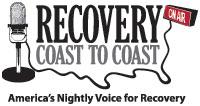 RECOVERY
ON AIR
COAST TO COAST
America's Nightly Voice for Recovery